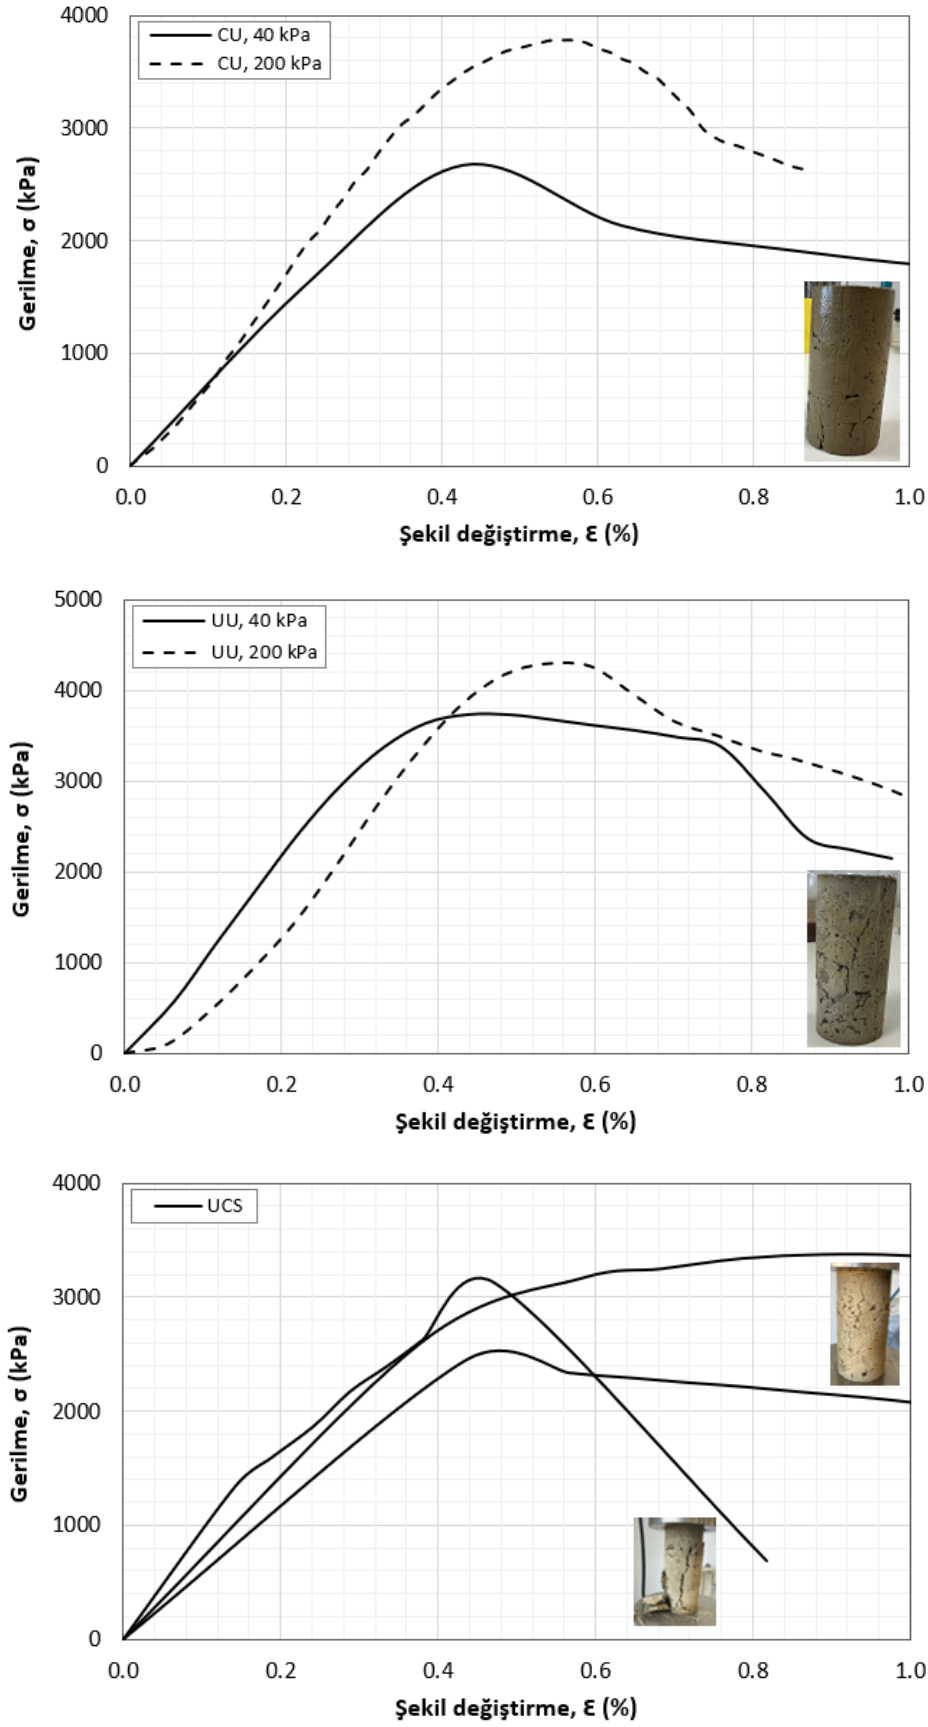 4000
CU, 40 kPa
CU, 200 kPa
3000
2000
1000
0
Gerilme, σ (kPa)
0.0 0.2 0.4 0.6 0.8 1.0
Şekil değiştirme, Ɛ (%)
5000
UU, 40 kPa
UU, 200 kPa
4000
3000
2000
1000
0
Gerilme, σ (kPa)
0.0 0.2 0.4 0.6 0.8 1.0
Şekil değiştirme, Ɛ (%)
4000
UCS
3000
2000
1000
0
Gerilme, σ (kPa)
0.0 0.2 0.4 0.6 0.8 1.0
Şekil değiştirme, Ɛ (%)